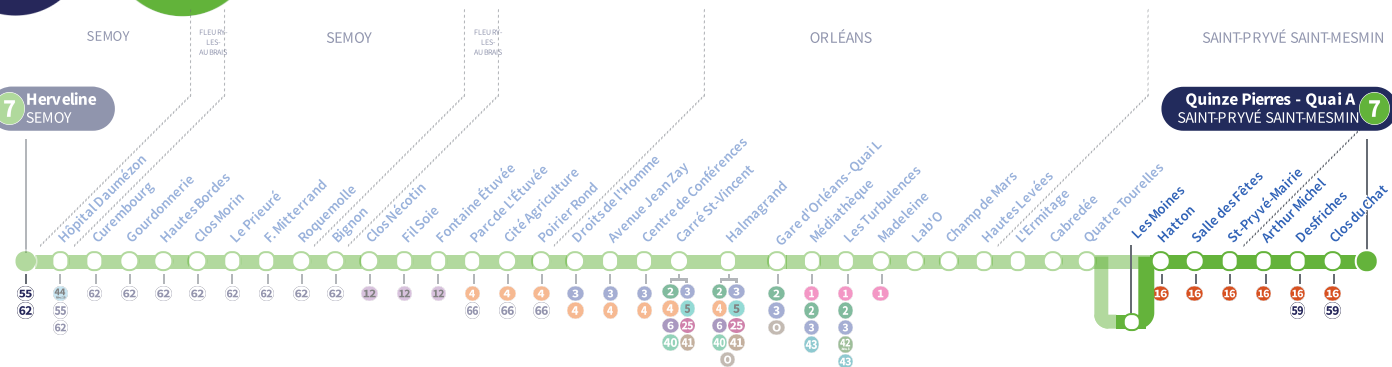 SEMOY
FLEURY-
LES-
AUBRAIS
SEMOY
FLEURY-
LES-
AUBRAIS
ORLÉANS
SAINT-PRYVÉ SAINT-MESMIN
7
Herveline
SEMOY
Quinze Pierres - Quai A
SAINT-PRYVÉ SAINT-MESMIN
7
Hôpital Daumézon
Curembourg
Gourdonnerie
Hautes Bordes
Clos Morin
Le Prieuré
F. Mitterrand
Roquemolle
Bignon
Clos Nécotin
Fil Soie
Fontaine Étuvée
Parc de L'Étuvée
Cité Agriculture
Poirier Rond
Droits de l'Homme
Avenue Jean Zay
Centre de Conférences
Carré St-Vincent
Halmagrand
Gare d'Orléans - Quai L
Médiathèque
Les Turbulences
Madeleine
Lab'O
Champ de Mars
Hautes Levées
L'Ermitage
Cabredée
Quatre Tourelles
Les Moines
Hatton
Salle des Fêtes
St-Pryvé-Mairie
Arthur Michel
Desfriches
Clos du Chat
55 44 62 62 62 62 62 62 62 62 12 12 12 4 4 4 3 3 3 2 3 2 3 2 1 1 1 16 16 16 16 16 16
62 55 66 66 66 4 4 4 4 5 4 5 3 2 2 59 59
62 6 25 6 25 O 3 3
40 41 40 41 43 42
O 43